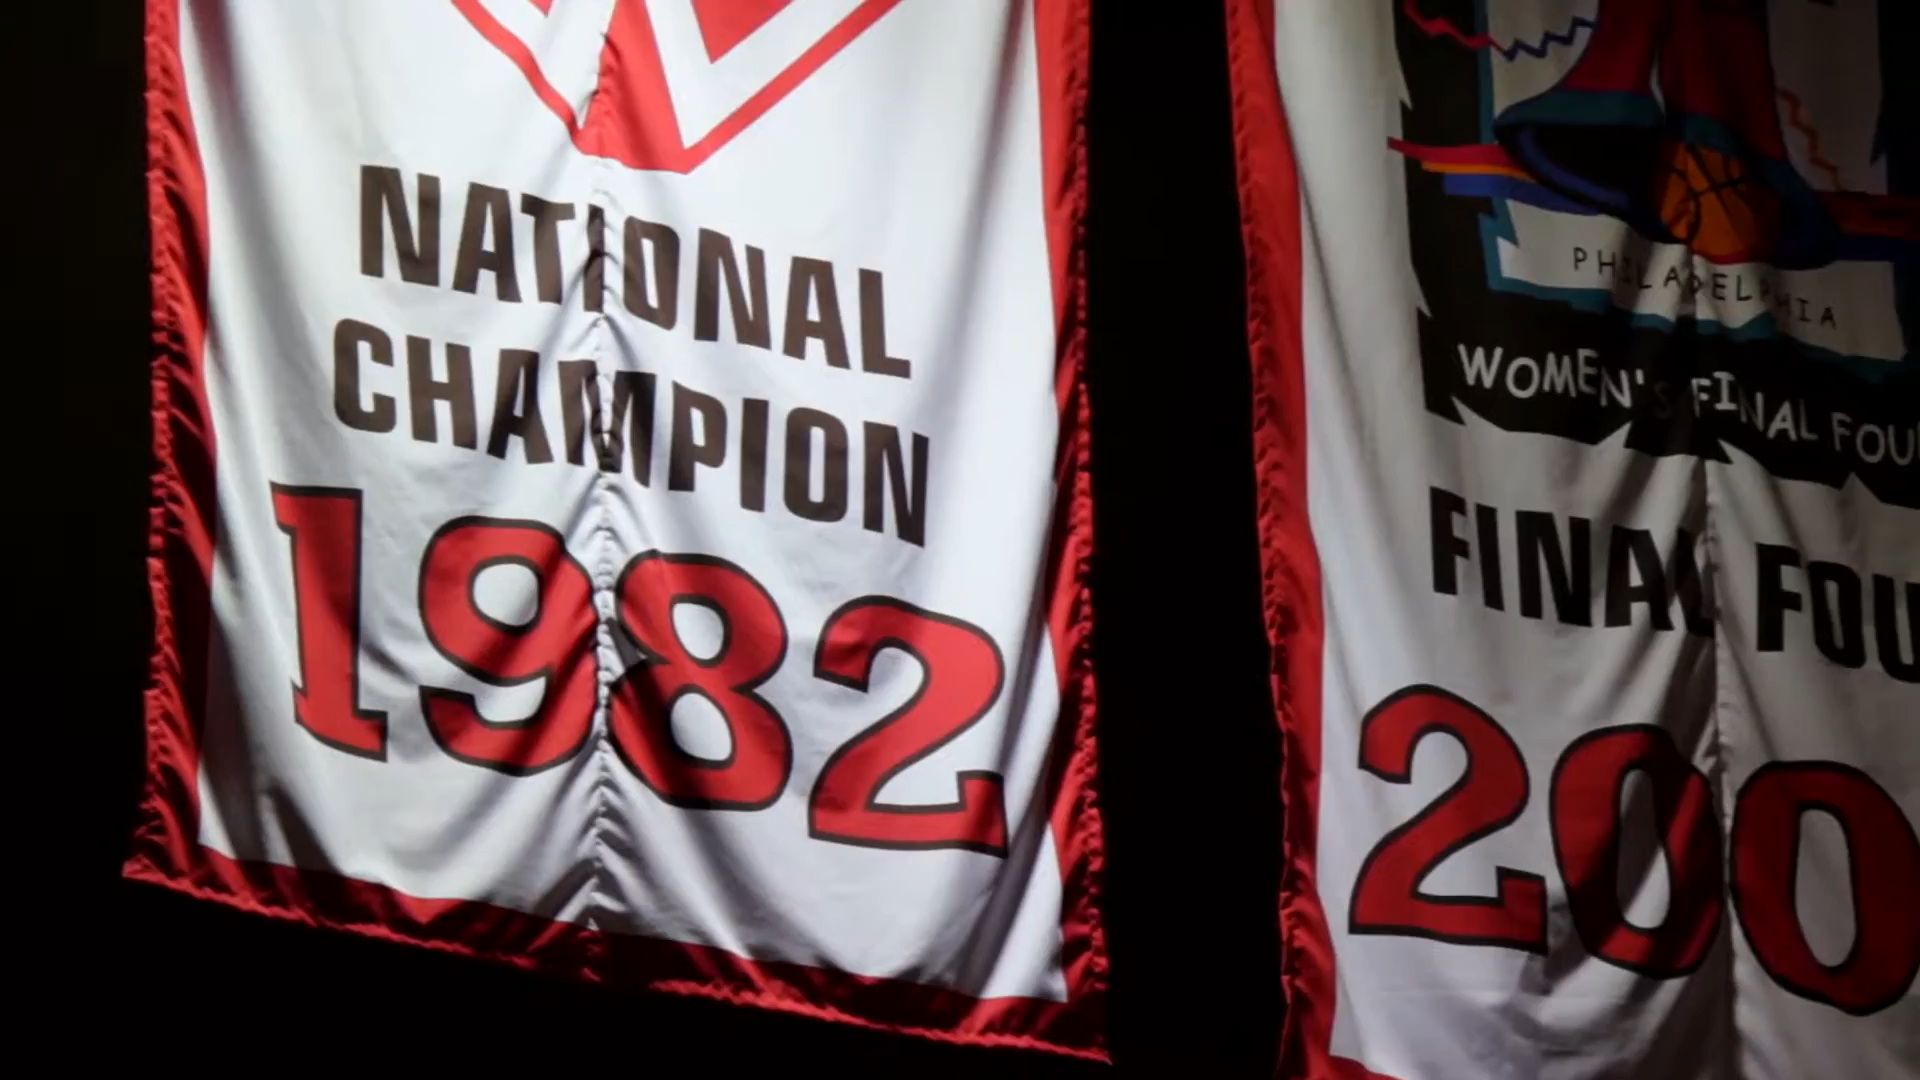 NATIONAL
CHAMPION
1982
PHILADELPHIA
WOMEN'S FINAL FOU
FINAL FOU
200